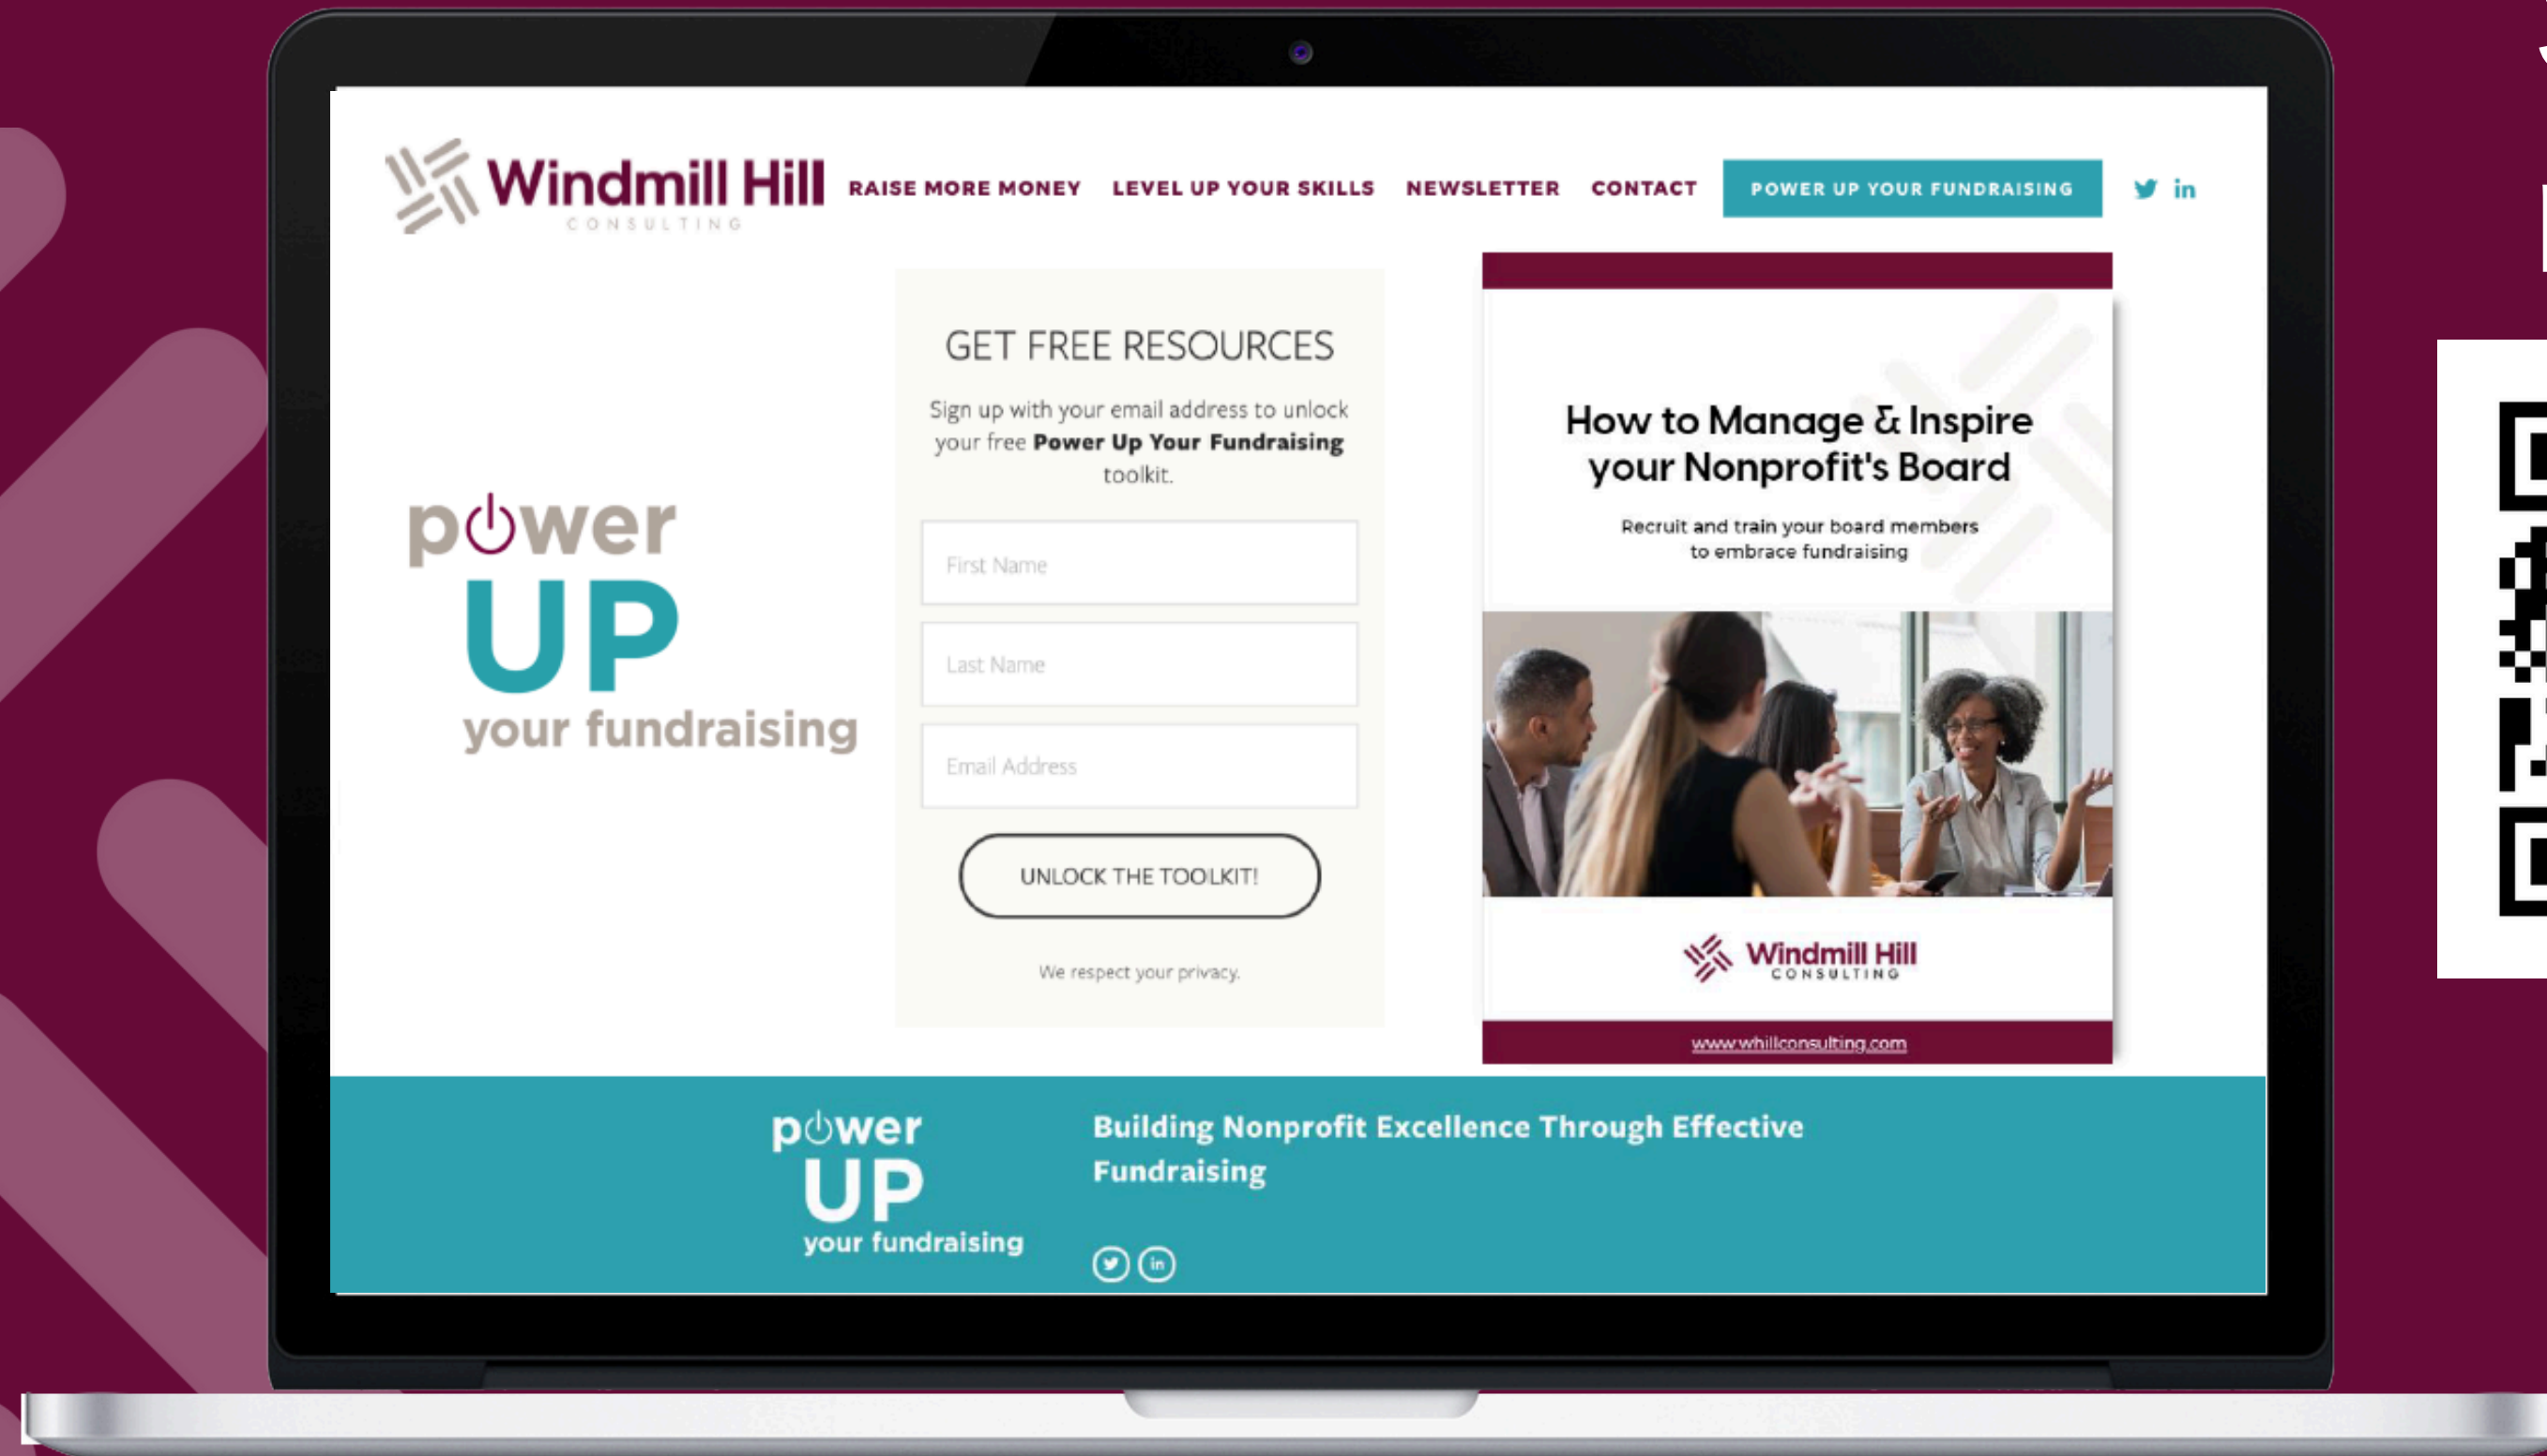 Windmill Hill
CONSULTING
RAISE MORE MONEY
LEVEL UP YOUR SKILLS
NEWSLETTER
CONTACT
POWER UP YOUR FUNDRAISING
in
power
UP
your fundraising
GET FREE RESOURCES
Sign up with your email address to unlock
your free Power Up Your Fundraising
toolkit.
First Name
Last Name
Email Address
UNLOCK THE TOOLKIT!
We respect your privacy.
How to Manage & Inspire
your Nonprofit's Board
Recruit and train your board members
to embrace fundraising
Windmill Hill
CONSULTING
www.whillconsulting.com
power
UP
your fundraising
Building Nonprofit Excellence Through Effective
Fundraising
in